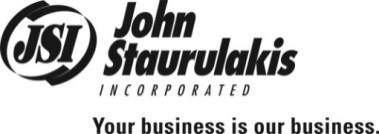 JSI
John
Staurulakis
INCORPORATED
Your business is our business.